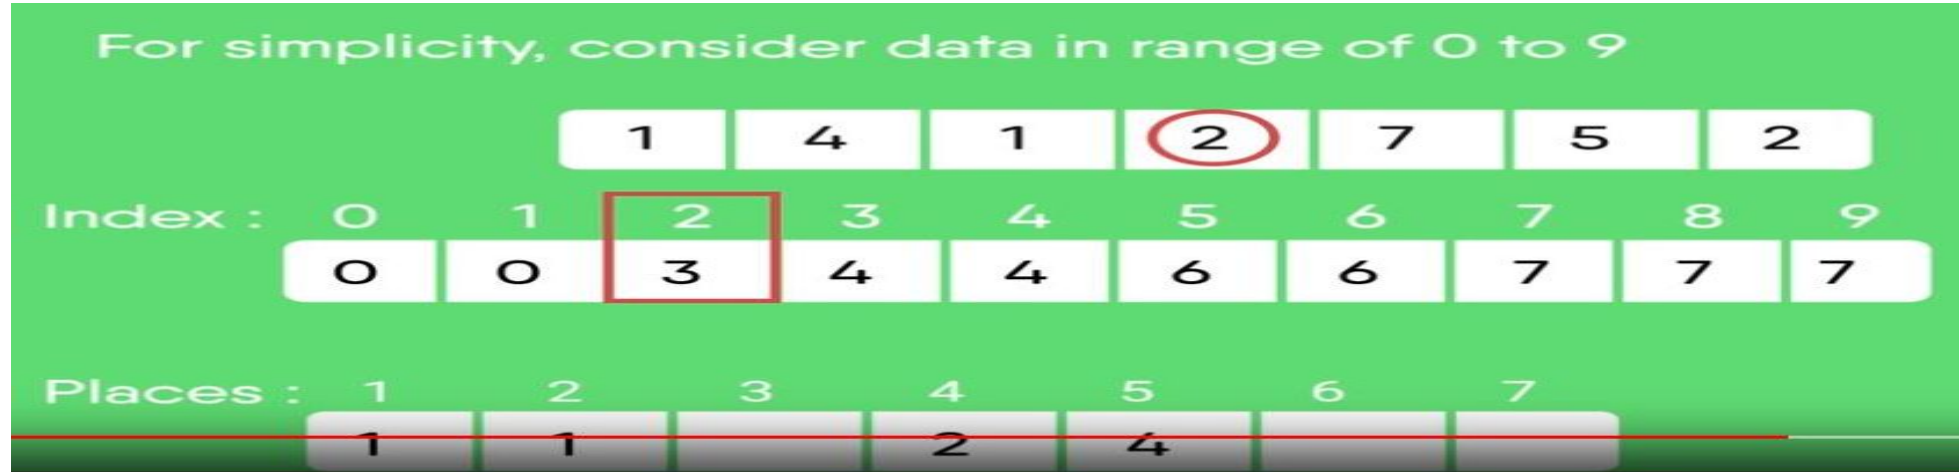 For simplicity, consider data in range of 0 to 9
1 4 1 2 7 5 2
Index : 0 1 2 3 4 5 6 7 8 9
0 0 3 4 4 6 6 7 7 7
Places : 1 2 3 4 5 6 7
1 1 2 4